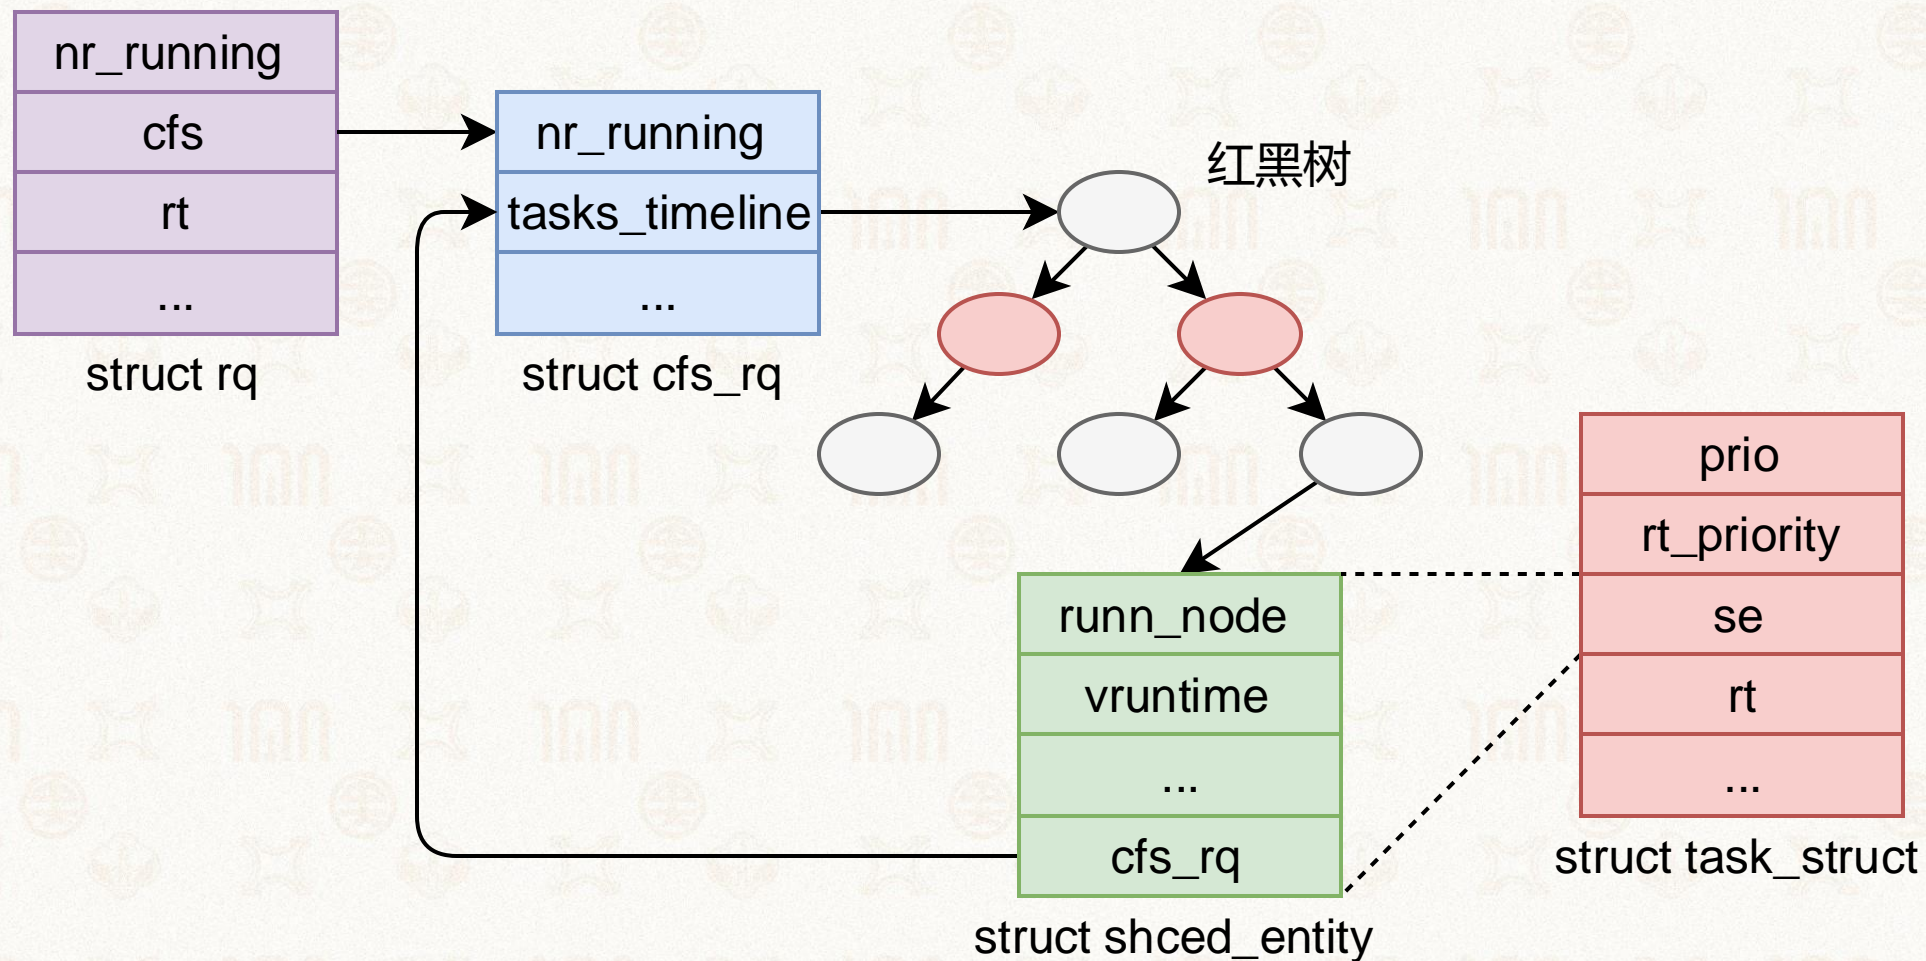 nr_running
cfs
rt
...
struct rq
nr_running
tasks_timeline
...
struct cfs_rq
红黑树
runn_node
vruntime
...
cfs_rq
struct shced_entity
prio
rt_priority
se
rt
...
struct task_struct